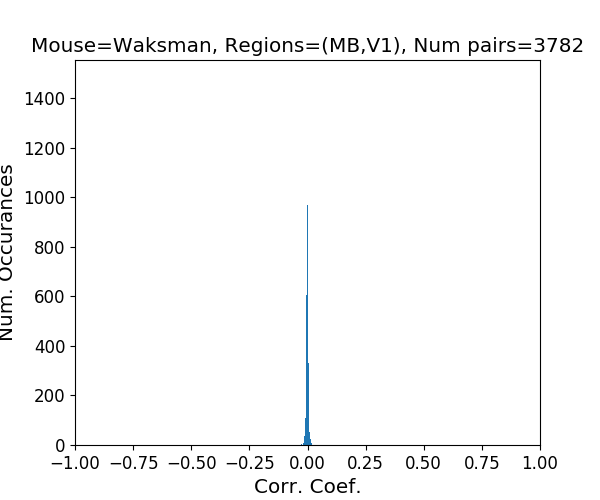 Mouse=Waksman, Regions=(MB,V1), Num pairs=3782
1400
1200
1000
800
600
400
200
0
Num. Occurances
−1.00 −0.75 −0.50 −0.25 0.00 0.25 0.50 0.75 1.00
Corr. Coef.